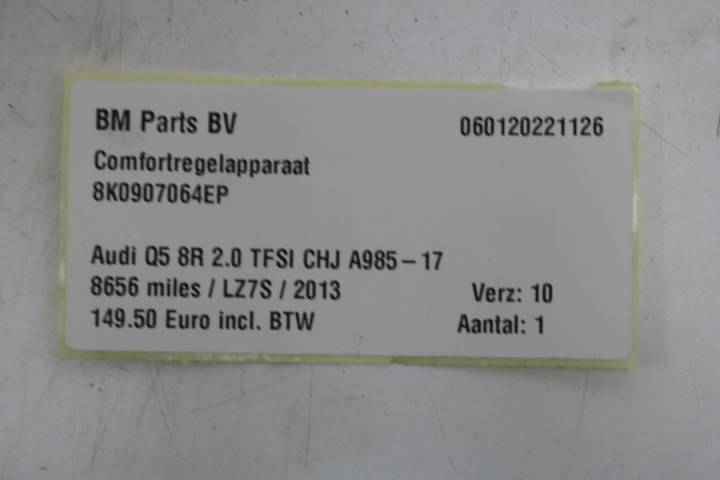 BM Parts BV 060120221126
Comfortregelapparaat
8K0907064EP
Audi Q5 8R 2.0 TFSI CHJ A985-17
8656 miles / LZ7S / 2013 Verz: 10
149.50 Euro incl. BTW Aantal: 1